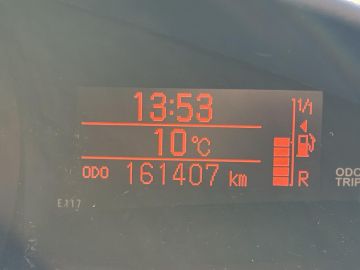 13:53
1/1
10°C
ODO 161407 km
R
ODO
TRIP
E117